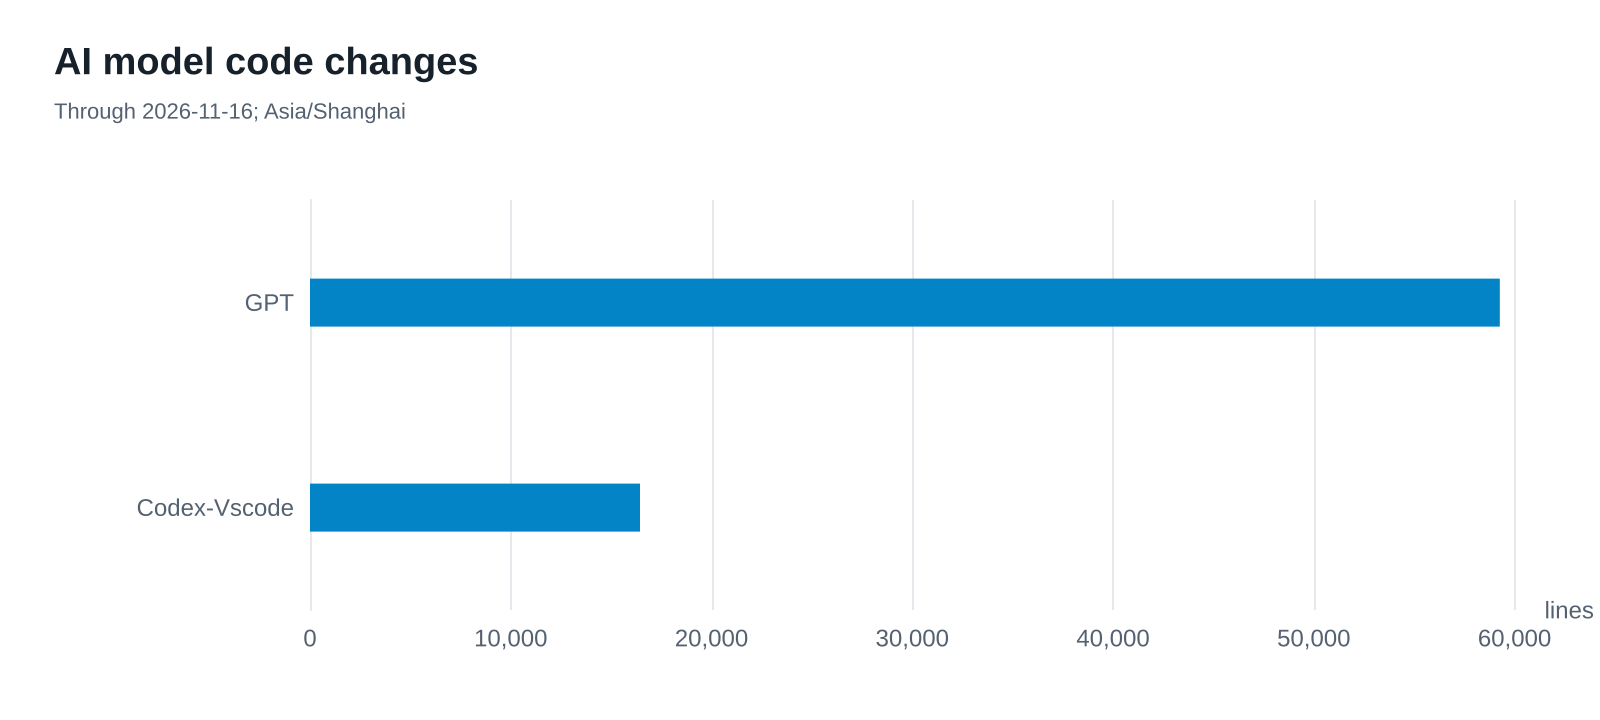 AI model code changes
Through 2026-11-16; Asia/Shanghai
GPT
Codex-Vscode
lines
0 10,000 20,000 30,000 40,000 50,000 60,000